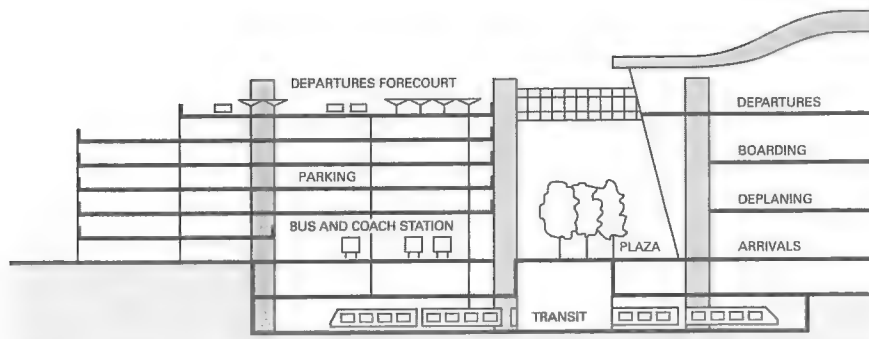 DEPARTURES FORECOURT
DEPARTURES
BOARDING
PARKING
DEPLANING
BUS AND COACH STATION
PLAZA
ARRIVALS
TRANSIT